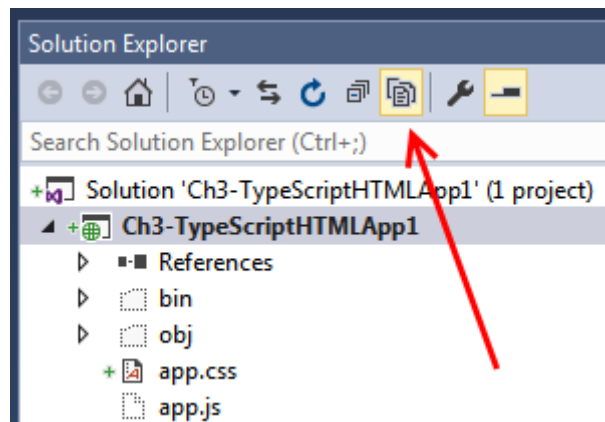 Solution Explorer
Search Solution Explorer (Ctrl+;)
Solution 'Ch3-TypeScriptHTMLApp1' (1 project)
Ch3-TypeScriptHTMLApp1
References
bin
obj
app.css
app.js